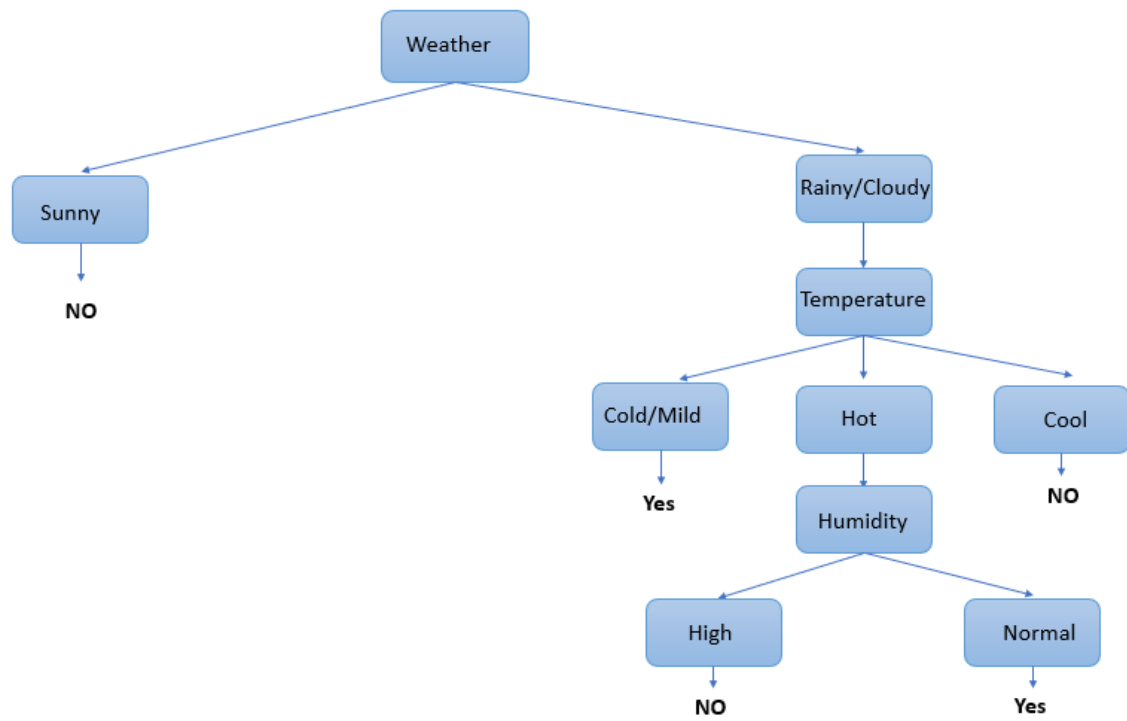 Weather
Sunny
Rainy/Cloudy
NO
Temperature
Cold/Mild
Hot
Cool
Yes
NO
Humidity
High
Normal
NO
Yes